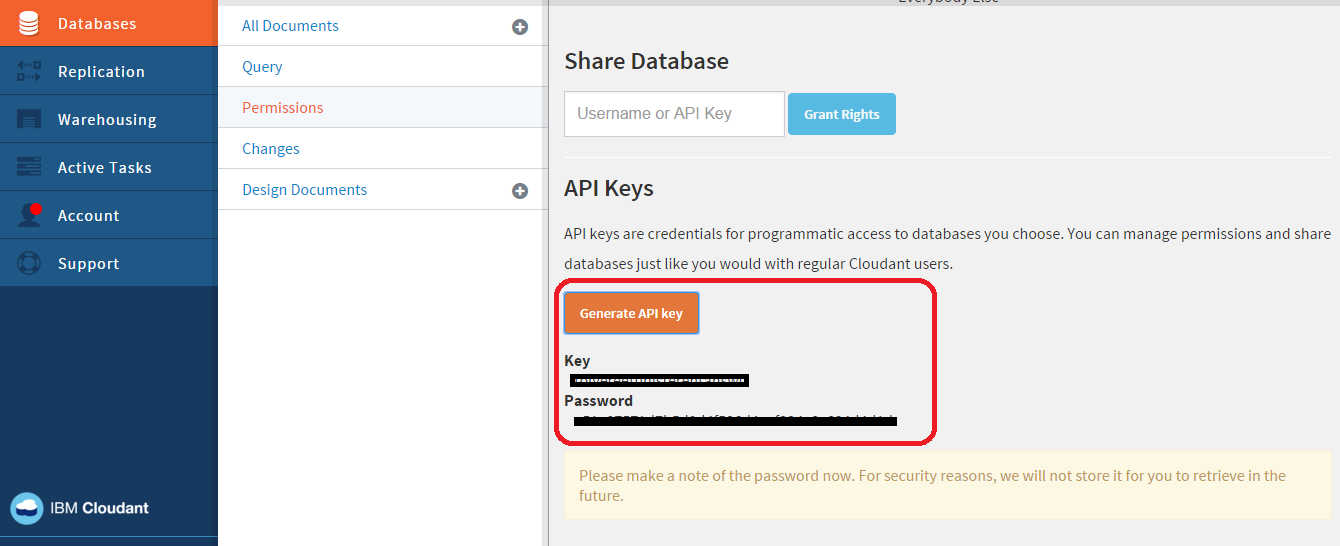 Everybody Else
Databases
Replication
Warehousing
Active Tasks
Account
Support
IBM Cloudant
All Documents
Query
Permissions
Changes
Design Documents
Share Database
Username or API Key
Grant Rights
API Keys
API keys are credentials for programmatic access to databases you choose. You can manage permissions and share
databases just like you would with regular Cloudant users.
Generate API key
Key
Password
Please make a note of the password now. For security reasons, we will not store it for you to retrieve in the
future.